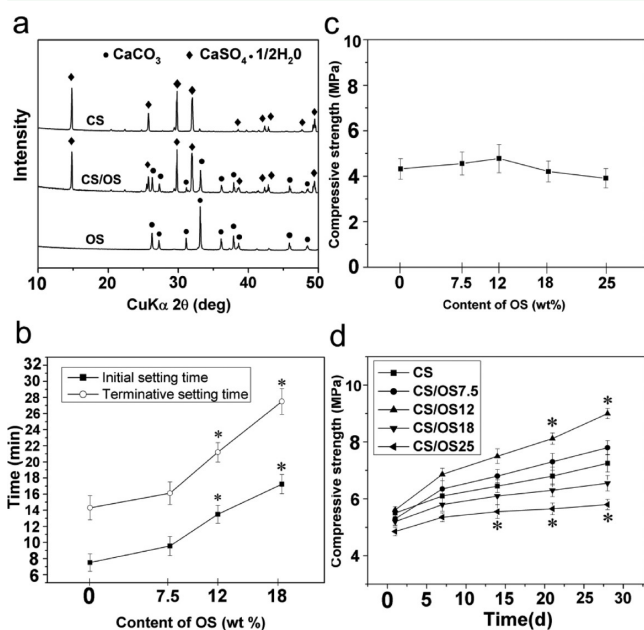 a
● CaCO₃ ◆ CaSO₄·1/2H₂0
CS
CS/OS
OS
Intensity
10 20 30 40 50
CuKα 2θ (deg)
c
10
8
6
4
2
0
Compressive strength (MPa)
0 7.5 12 18 25
Content of OS (wt%)
b
32
30
28
26
24
22
20
18
16
14
12
10
8
6
Time (min)
Initial setting time
Terminative setting time
* *
* *
0 7.5 12 18
Content of OS (wt %)
d
10
8
6
4
Compressive strength (MPa)
CS
CS/OS7.5
CS/OS12
CS/OS18
CS/OS25
* *
* * *
0 5 10 15 20 25 30
Time(d)